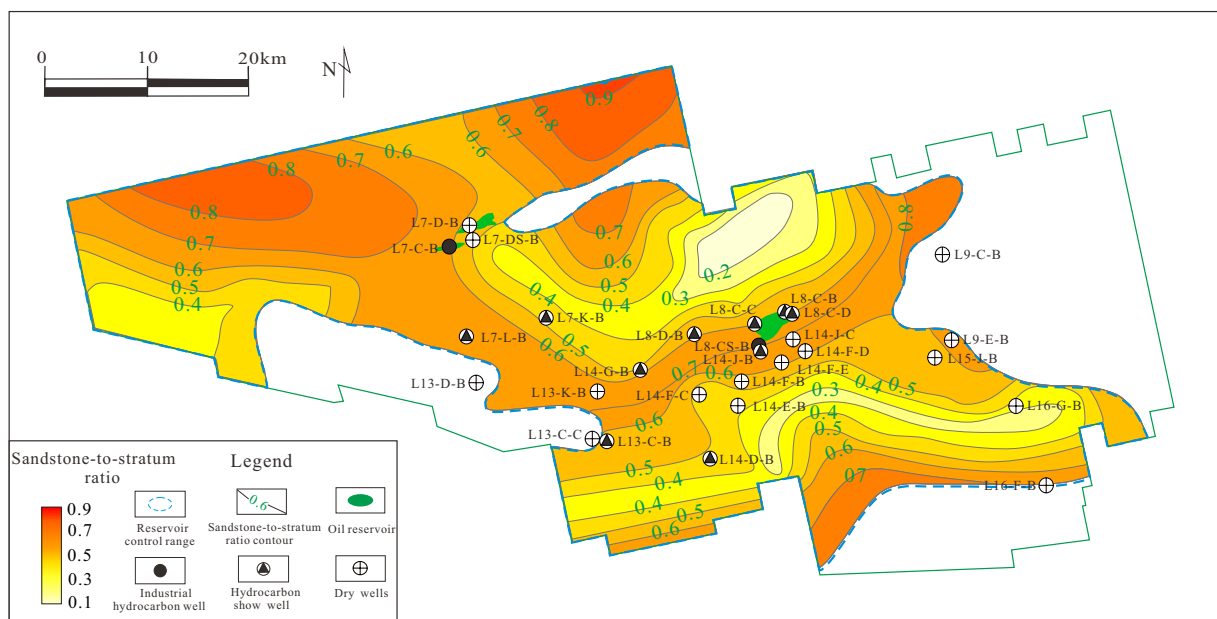 0
10
20km
N
0.9
0.8
0.7
0.6
0.6
0.7
0.8
0.8
0.7
0.6
0.5
0.4
L7-D-B
L7-DS-B
L7-C-B
0.7
0.6
0.5
0.4
0.3
0.2
0.8
L9-C-B
0.4
L7-K-B
0.5
0.6
L7-L-B
L8-C-B
L8-C-C
L8-C-D
L8-D-B
L14-J-C
L8-CS-B
L14-J-B
L14-F-D
L9-E-B
L15-J-B
L14-G-B
0.7
0.6
L14-F-E
L13-D-B
L13-K-B
L14-F-B
L14-F-C
0.3
0.4
0.5
L14-E-B
0.4
L16-G-B
0.6
0.5
L13-C-C
L13-C-B
0.6
L14-D-B
0.5
0.4
07
L16-F-B
0.4
0.5
0.6
Sandstone-to-stratum
ratio
0.9
0.7
0.5
0.3
0.1
Legend
Reservoir
control range
0.6
Sandstone-to-stratum
ratio contour
Oil reservoir
Industrial
hydrocarbon well
Hydrocarbon
show well
Dry wells